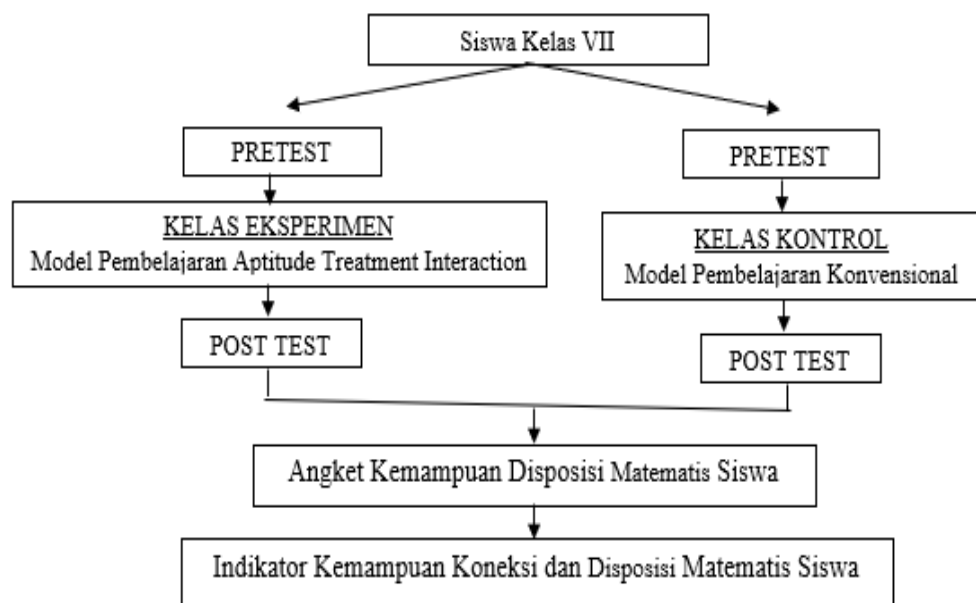 Siswa Kelas VII
PRETEST
PRETEST
KELAS EKSPERIMEN
Model Pembelajaran Aptitude Treatment Interaction
KELAS KONTROL
Model Pembelajaran Konvensional
POST TEST
POST TEST
Angket Kemampuan Disposisi Matematis Siswa
Indikator Kemampuan Koneksi dan Disposisi Matematis Siswa